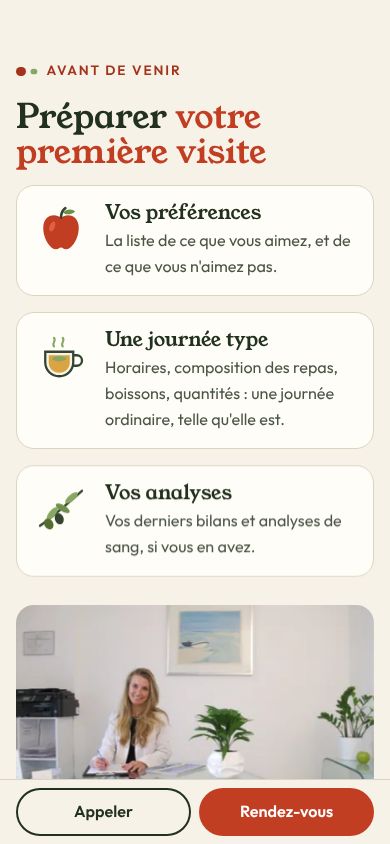 AVANT DE VENIR
Préparer votre
première visite
Vos préférences
La liste de ce que vous aimez, et de
ce que vous n'aimez pas.
Une journée type
Horaires, composition des repas,
boissons, quantités : une journée
ordinaire, telle qu'elle est.
Vos analyses
Vos derniers bilans et analyses de
sang, si vous en avez.
Appeler
Rendez-vous